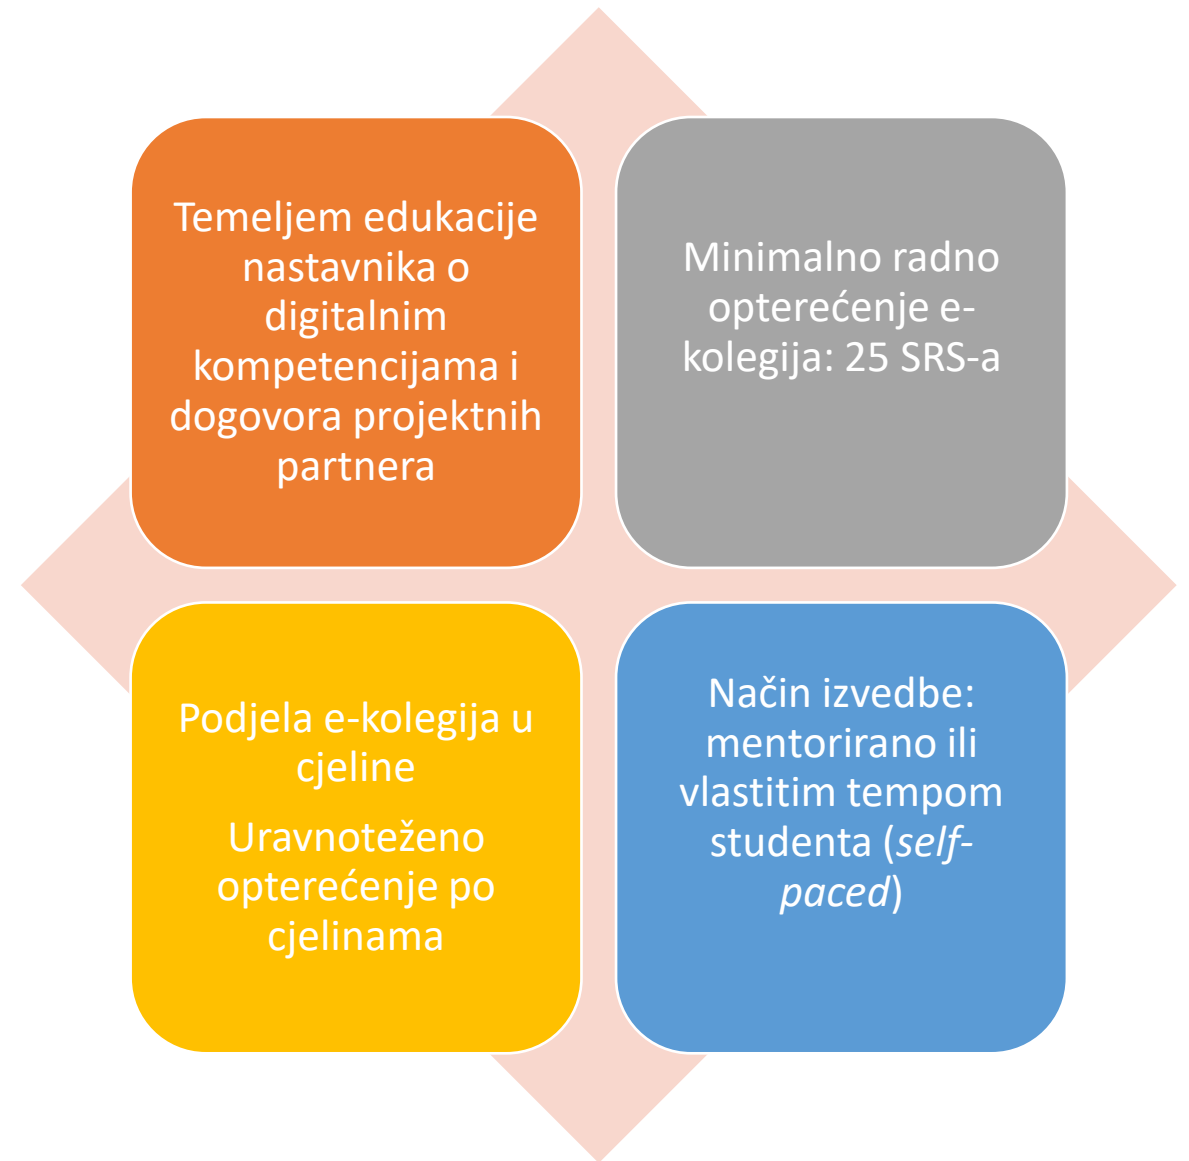 Temeljem edukacije
nastavnika o
digitalnim
kompetencijama i
dogovora projektnih
partnera
Minimalno radno
opterećenje e-
kolegija: 25 SRS-a
Podjela e-kolegija u
cjeline
Uravnoteženo
opterećenje po
cjelinama
Način izvedbe:
mentorirano ili
vlastitim tempom
studenta (self-
paced)